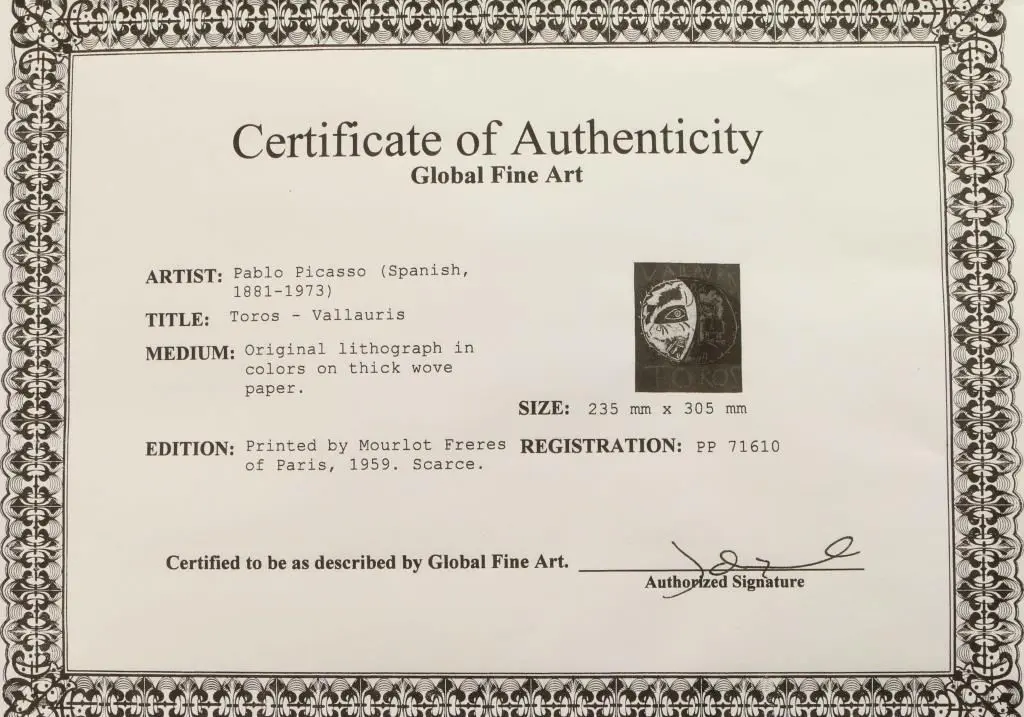 Certificate of Authenticity
Global Fine Art
ARTIST: Pablo Picasso (Spanish,
1881-1973)
TITLE: Toros - Vallauris
MEDIUM: Original lithograph in
colors on thick wove
paper.
TOROS
SIZE: 235 mm x 305 mm
EDITION: Printed by Mourlot Freres
of Paris, 1959. Scarce.
REGISTRATION: PP 71610
Certified to be as described by Global Fine Art.
Authorized Signature